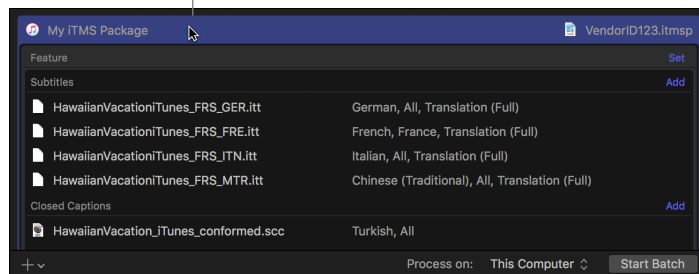 My iTMS Package VendorID123.itmsp
Feature Set
Subtitles Add
HawaiianVacationiTunes_FRS_GER.itt German, All, Translation (Full)
HawaiianVacationiTunes_FRS_FRE.itt French, France, Translation (Full)
HawaiianVacationiTunes_FRS_ITN.itt Italian, All, Translation (Full)
HawaiianVacationiTunes_FRS_MTR.itt Chinese (Traditional), All, Translation (Full)
Closed Captions Add
HawaiianVacation_iTunes_conformed.scc Turkish, All
Process on: This Computer Start Batch